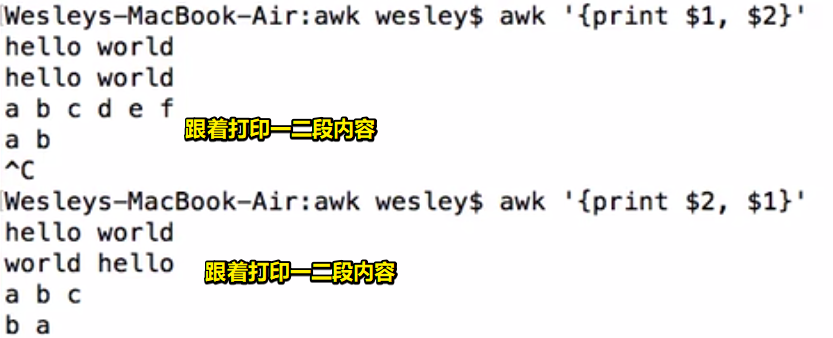 Wesleys-MacBook-Air:awk wesley$ awk '{print $1, $2}'
hello world
hello world
a b c d e f
跟着打印一二段内容
a b
^C
Wesleys-MacBook-Air:awk wesley$ awk '{print $2, $1}'
hello world
world hello
跟着打印一二段内容
a b c
b a